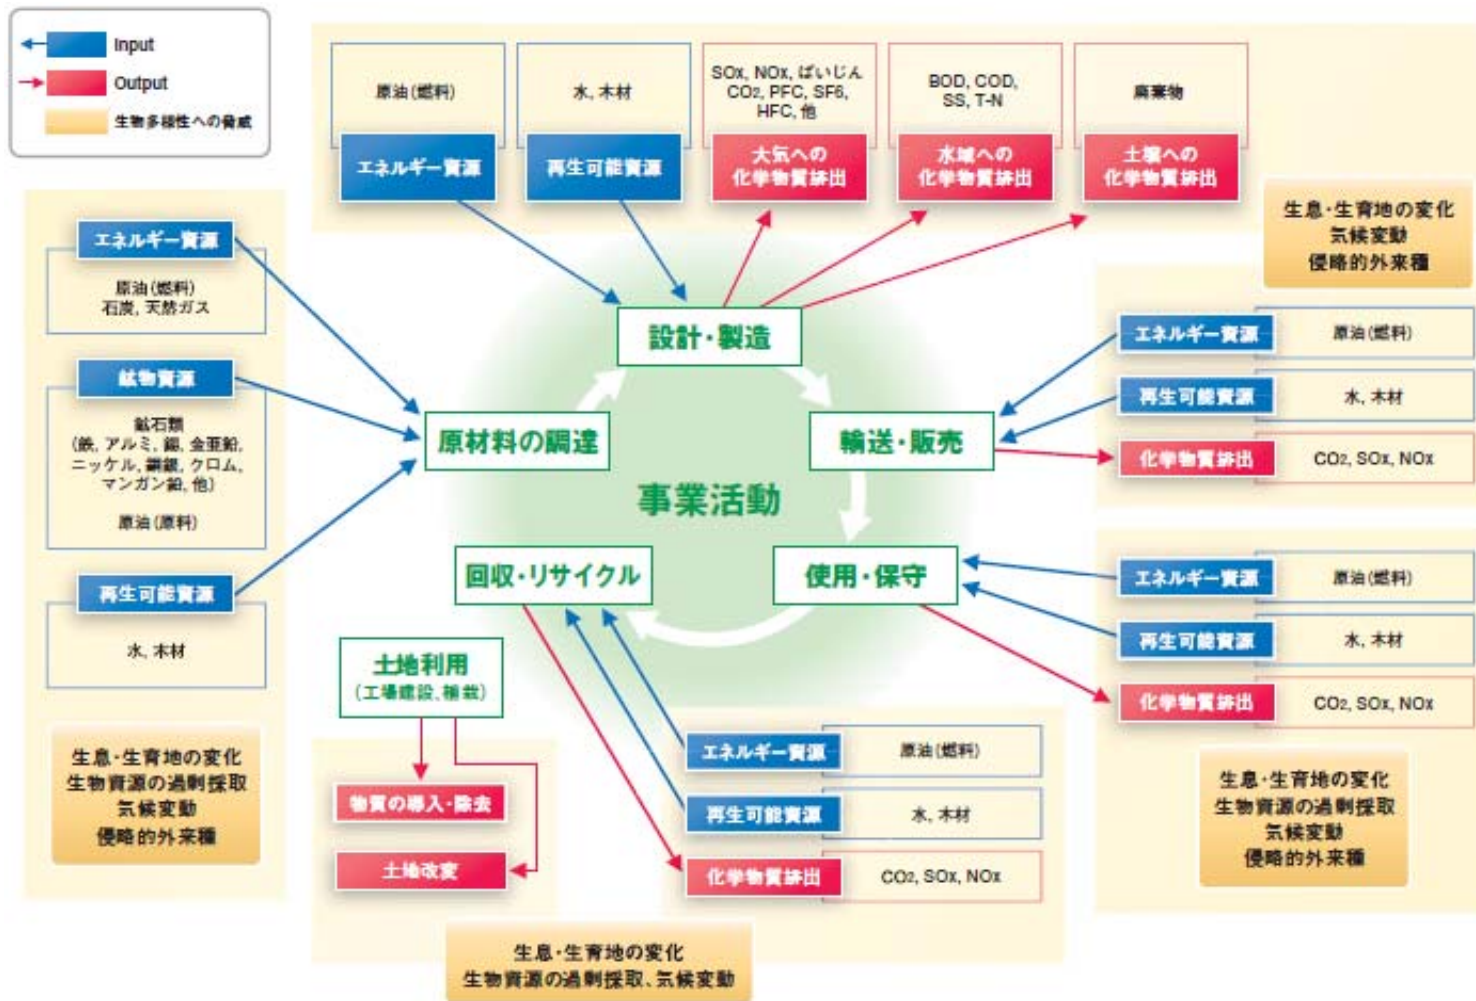 Input
Output
生物多様性への脅威
原油(燃料)
エネルギー資源
水, 木材
再生可能資源
SOx, NOx, ばいじん
CO2, PFC, SF6,
HFC, 他
大気への
化学物質排出
BOD, COD,
SS, T-N
水域への
化学物質排出
廃棄物
土壌への
化学物質排出
生息・生育地の変化
気候変動
侵略的外来種
エネルギー資源
原油(燃料)
石炭, 天然ガス
鉱物資源
鉱石類
(鉄, アルミ, 錫, 金亜鉛,
ニッケル, 銅銀, クロム,
マンガン鉛, 他)
原油(原料)
再生可能資源
水, 木材
生息・生育地の変化
生物資源の過剰採取
気候変動
侵略的外来種
設計・製造
原材料の調達
輸送・販売
事業活動
回収・リサイクル
使用・保守
エネルギー資源
原油(燃料)
再生可能資源
水, 木材
化学物質排出
CO2, SOx, NOx
エネルギー資源
原油(燃料)
再生可能資源
水, 木材
化学物質排出
CO2, SOx, NOx
生息・生育地の変化
生物資源の過剰採取
気候変動
侵略的外来種
土地利用
(工場建設、植栽)
物質の導入・除去
土地改変
エネルギー資源
原油(燃料)
再生可能資源
水, 木材
化学物質排出
CO2, SOx, NOx
生息・生育地の変化
生物資源の過剰採取、気候変動